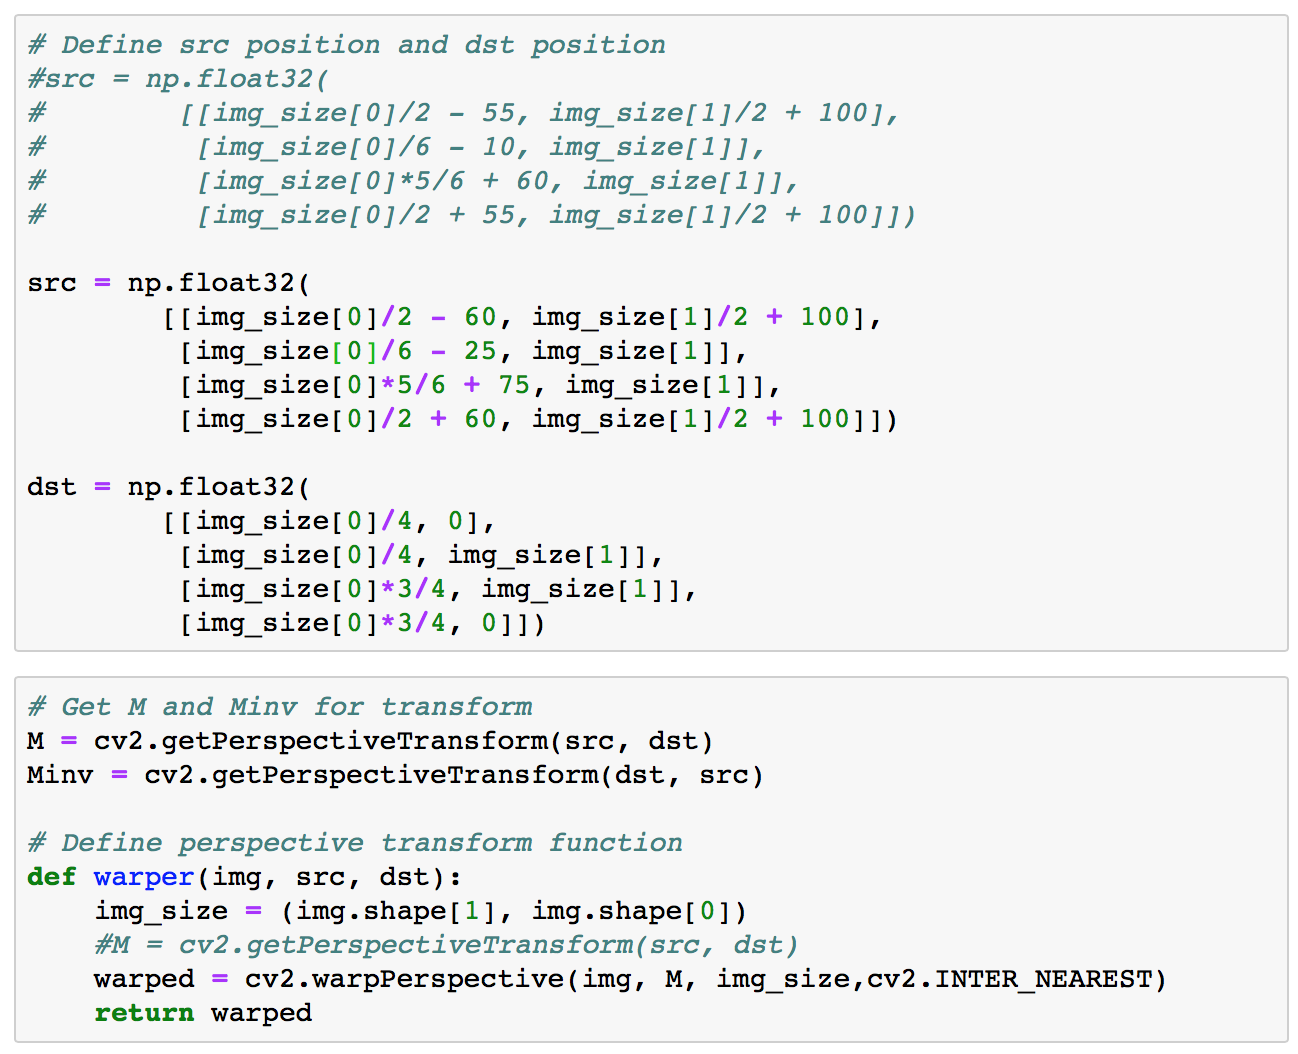 # Define src position and dst position
#src = np.float32(
#        [[img_size[0]/2 - 55, img_size[1]/2 + 100],
#         [img_size[0]/6 - 10, img_size[1]],
#         [img_size[0]*5/6 + 60, img_size[1]],
#         [img_size[0]/2 + 55, img_size[1]/2 + 100]])
src = np.float32(
        [[img_size[0]/2 - 60, img_size[1]/2 + 100],
         [img_size[0]/6 - 25, img_size[1]],
         [img_size[0]*5/6 + 75, img_size[1]],
         [img_size[0]/2 + 60, img_size[1]/2 + 100]])
dst = np.float32(
        [[img_size[0]/4, 0],
         [img_size[0]/4, img_size[1]],
         [img_size[0]*3/4, img_size[1]],
         [img_size[0]*3/4, 0]])
# Get M and Minv for transform
M = cv2.getPerspectiveTransform(src, dst)
Minv = cv2.getPerspectiveTransform(dst, src)
# Define perspective transform function
def warper(img, src, dst):
    img_size = (img.shape[1], img.shape[0])
    #M = cv2.getPerspectiveTransform(src, dst)
    warped = cv2.warpPerspective(img, M, img_size,cv2.INTER_NEAREST)
    return warped